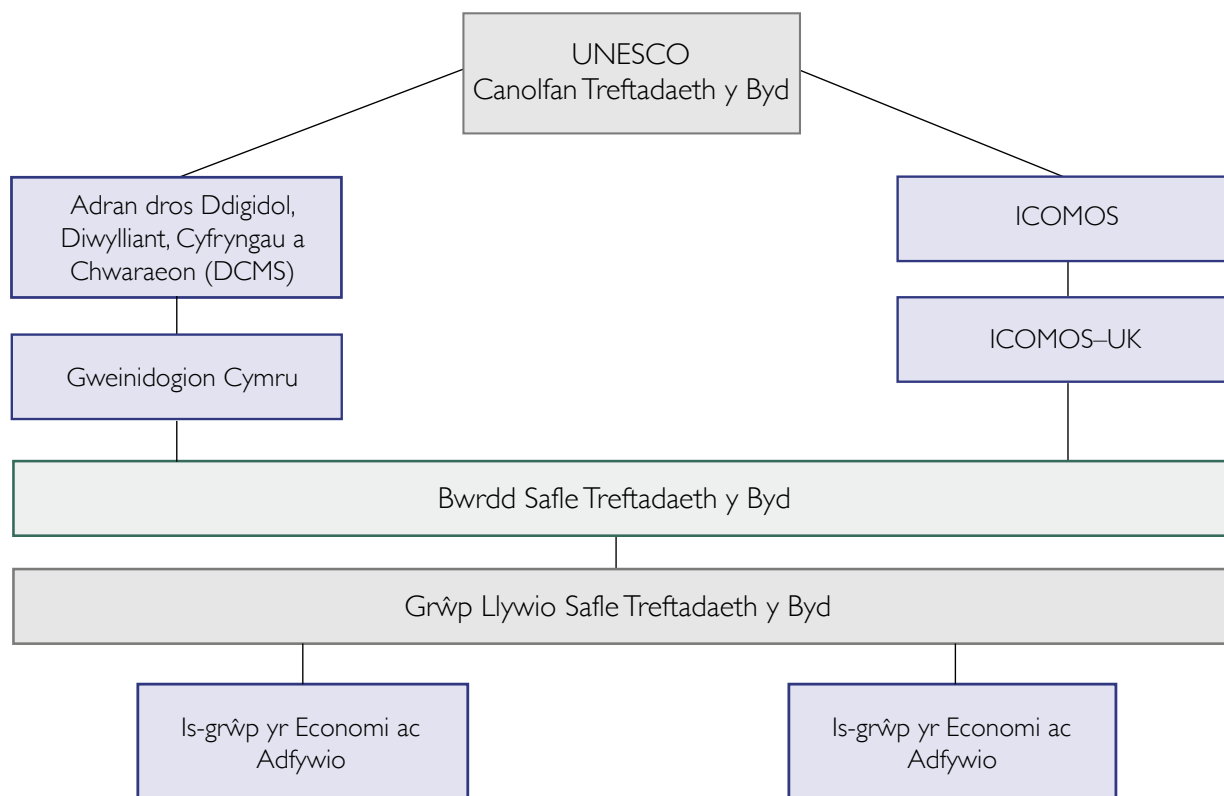 UNESCO
Canolfan Treftadaeth y Byd
Adran dros Ddigidol,
Diwylliant, Cyfryngau a
Chwaraeon (DCMS)
ICOMOS
Gweinidogion Cymru
ICOMOS–UK
Bwrdd Safle Treftadaeth y Byd
Grŵp Llywio Safle Treftadaeth y Byd
Is-grŵp yr Economi ac
Adfywio
Is-grŵp yr Economi ac
Adfywio